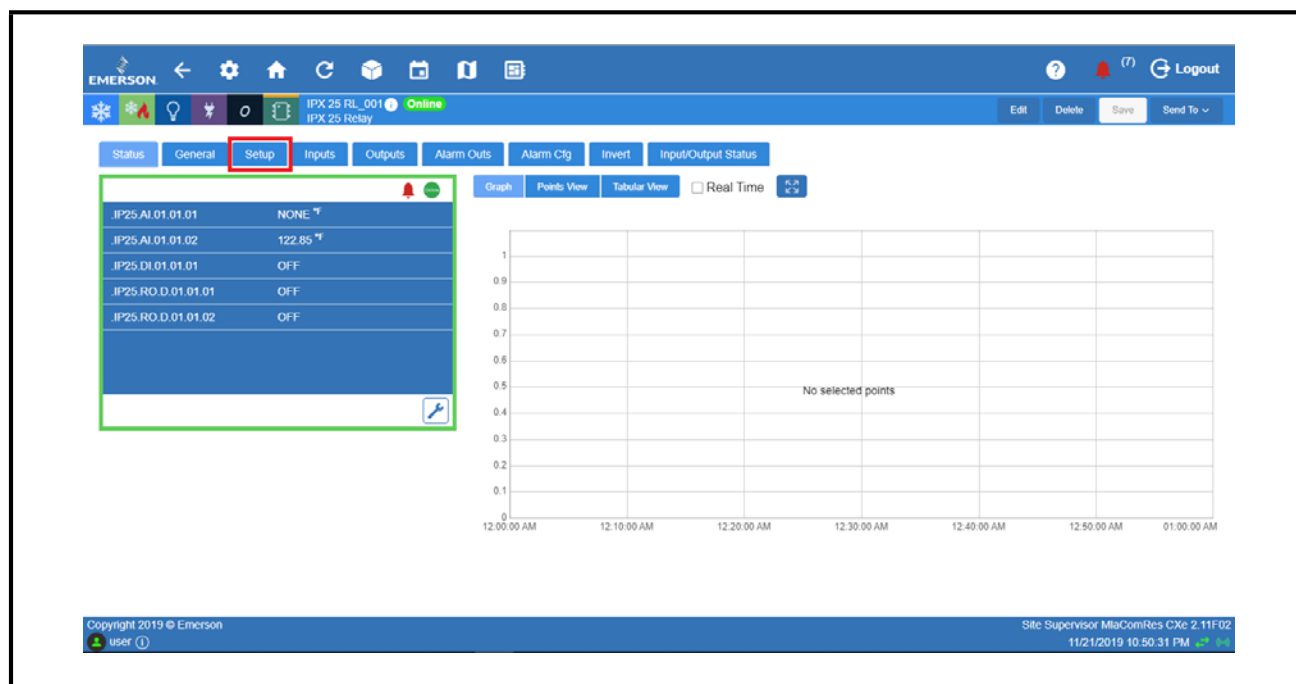 EMERSON (7) Logout
IPX 25 RL_001 Online
IPX 25 Relay
Edit Delete Save Send To
Status General Setup Inputs Outputs Alarm Outs Alarm Cfg Invert Input/Output Status
Graph Points View Tabular View Real Time
.IP25.AI.01.01.01 NONE °F
.IP25.AI.01.01.02 122.85 °F
.IP25.DI.01.01.01 OFF
.IP25.RO.D.01.01.01 OFF
.IP25.RO.D.01.01.02 OFF
1
0.9
0.8
0.7
0.6
0.5
0.4
0.3
0.2
0.1
0
No selected points
12:00:00 AM 12:10:00 AM 12:20:00 AM 12:30:00 AM 12:40:00 AM 12:50:00 AM 01:00:00 AM
Copyright 2019 © Emerson
user
Site Supervisor MlaComRes CXe 2.11F02
11/21/2019 10:50:31 PM